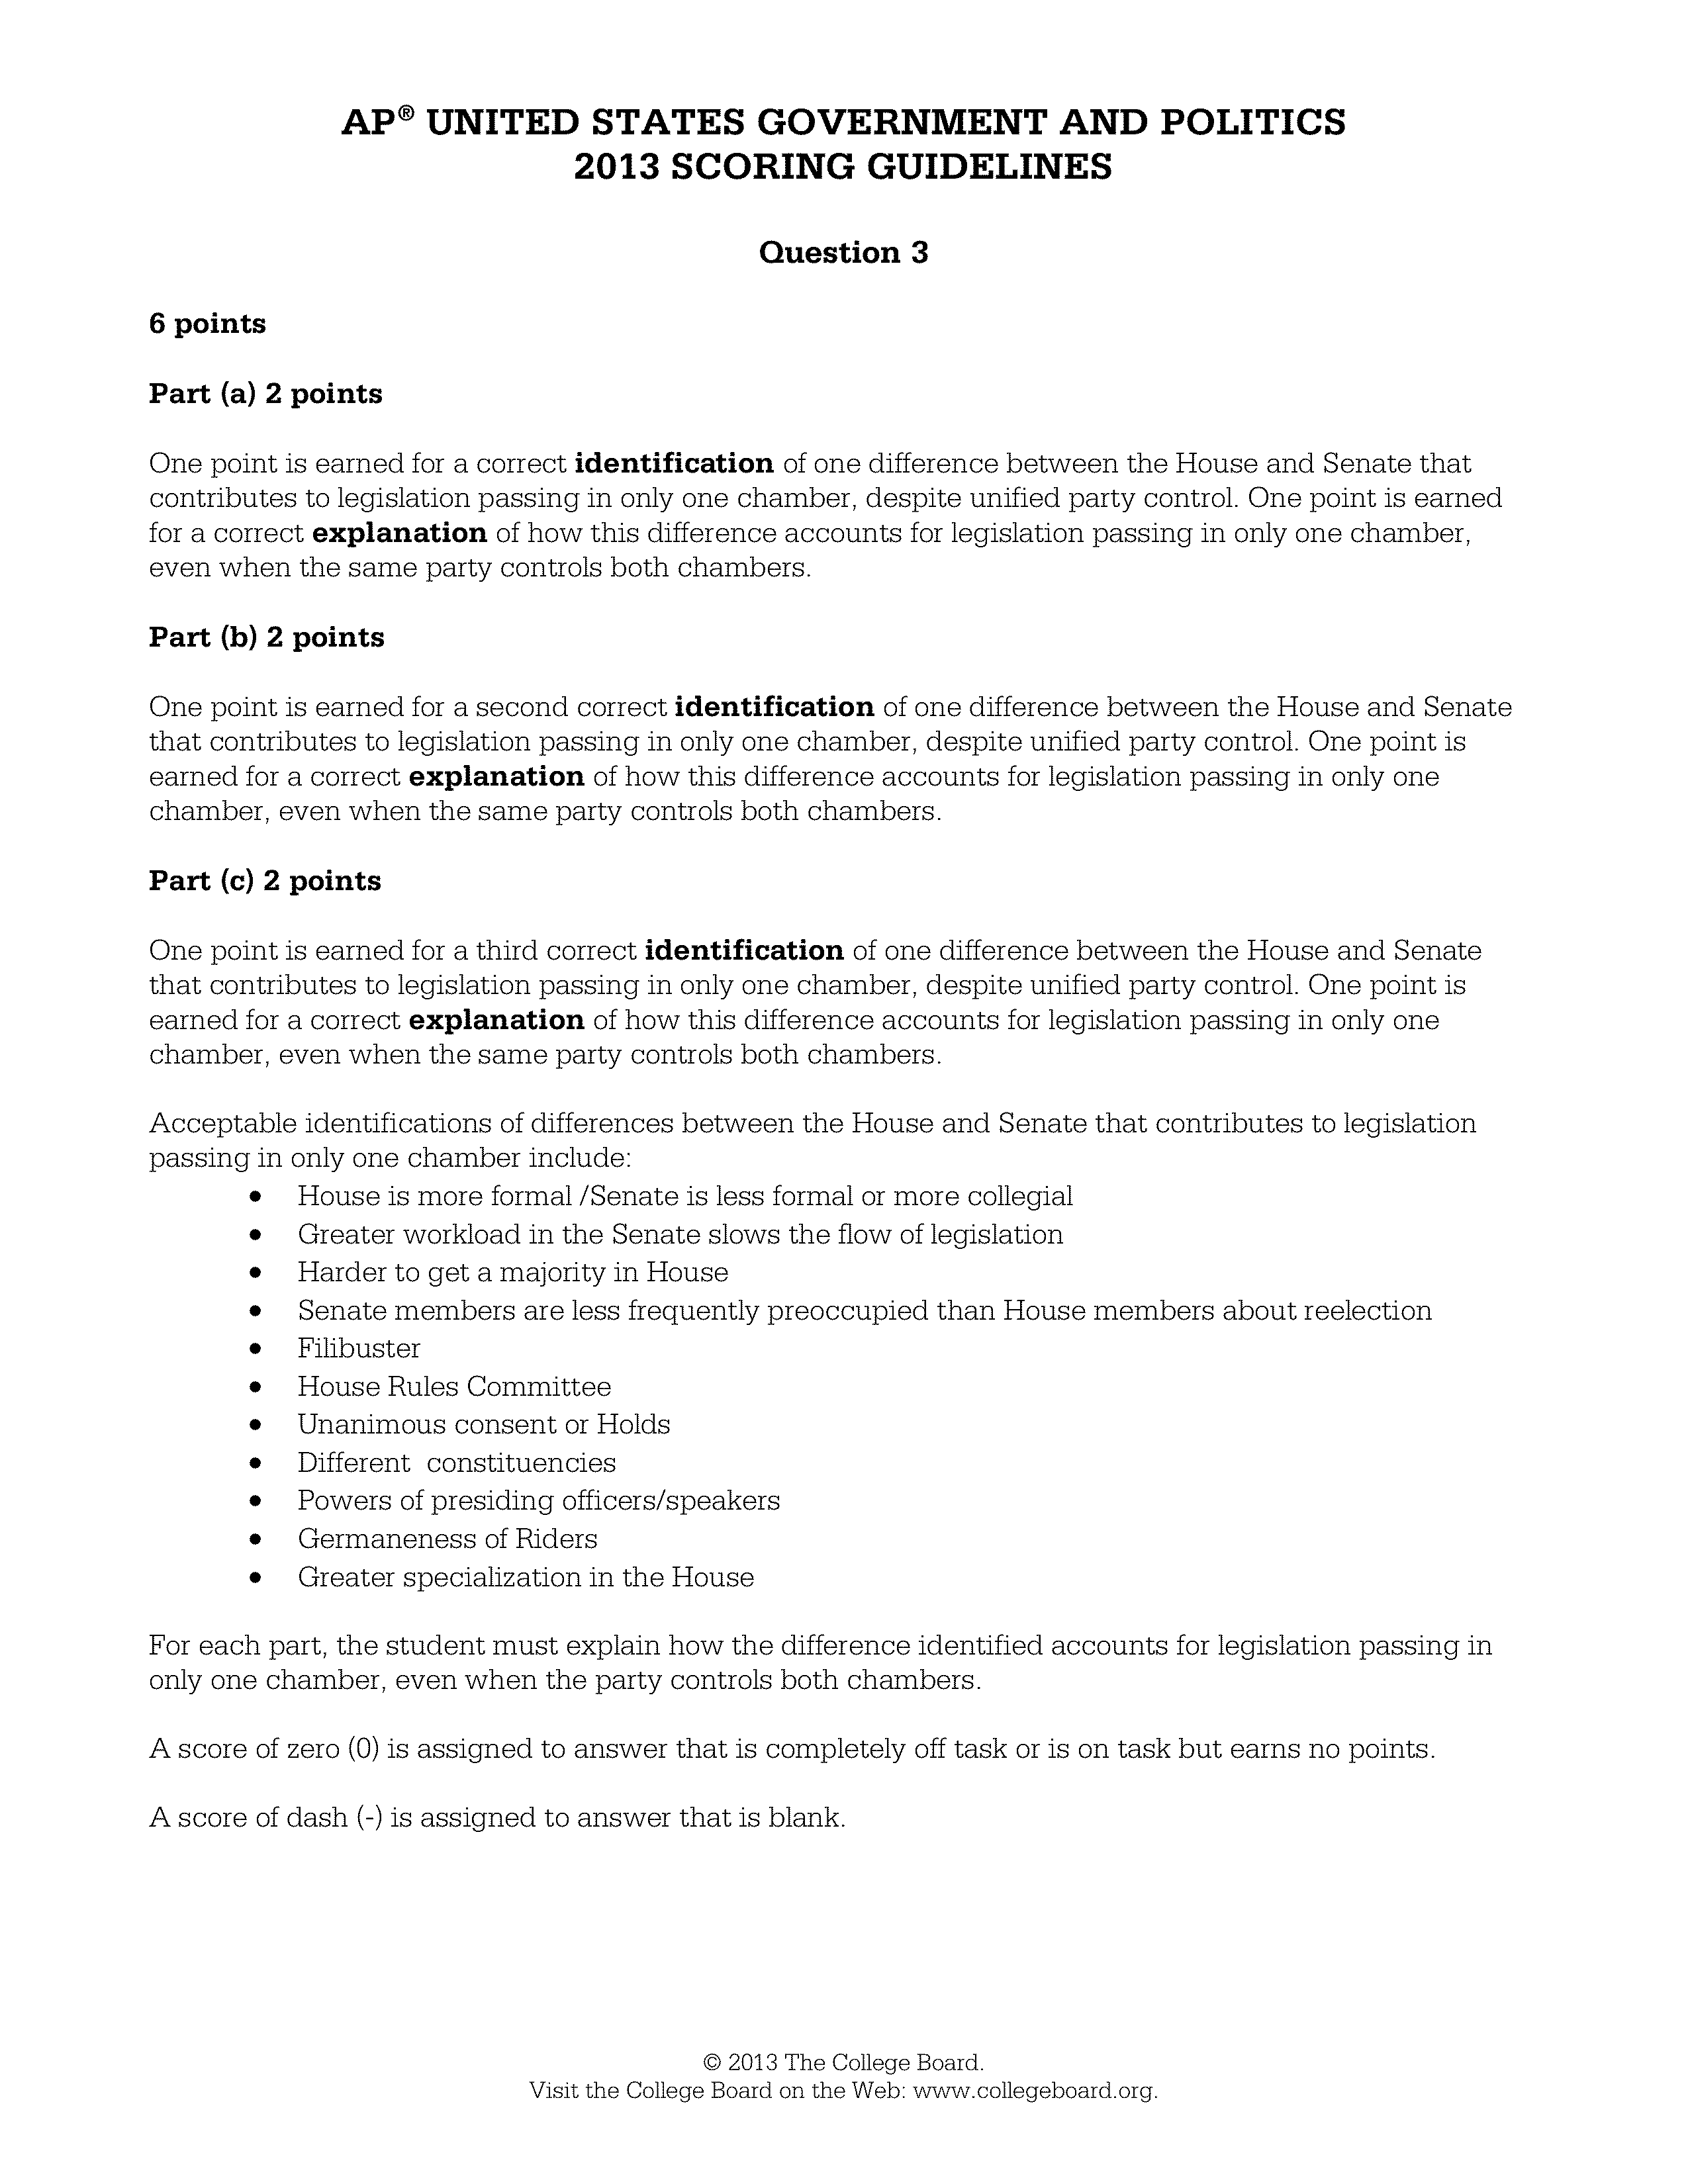 AP® UNITED STATES GOVERNMENT AND POLITICS
2013 SCORING GUIDELINES
Question 3
6 points
Part (a) 2 points
One point is earned for a correct identification of one difference between the House and Senate that
contributes to legislation passing in only one chamber, despite unified party control. One point is earned
for a correct explanation of how this difference accounts for legislation passing in only one chamber,
even when the same party controls both chambers.
Part (b) 2 points
One point is earned for a second correct identification of one difference between the House and Senate
that contributes to legislation passing in only one chamber, despite unified party control. One point is
earned for a correct explanation of how this difference accounts for legislation passing in only one
chamber, even when the same party controls both chambers.
Part (c) 2 points
One point is earned for a third correct identification of one difference between the House and Senate
that contributes to legislation passing in only one chamber, despite unified party control. One point is
earned for a correct explanation of how this difference accounts for legislation passing in only one
chamber, even when the same party controls both chambers.
Acceptable identifications of differences between the House and Senate that contributes to legislation
passing in only one chamber include:
• House is more formal /Senate is less formal or more collegial
• Greater workload in the Senate slows the flow of legislation
• Harder to get a majority in House
• Senate members are less frequently preoccupied than House members about reelection
• Filibuster
• House Rules Committee
• Unanimous consent or Holds
• Different  constituencies
• Powers of presiding officers/speakers
• Germaneness of Riders
• Greater specialization in the House
For each part, the student must explain how the difference identified accounts for legislation passing in
only one chamber, even when the party controls both chambers.
A score of zero (0) is assigned to answer that is completely off task or is on task but earns no points.
A score of dash (-) is assigned to answer that is blank.
© 2013 The College Board.
Visit the College Board on the Web: www.collegeboard.org.